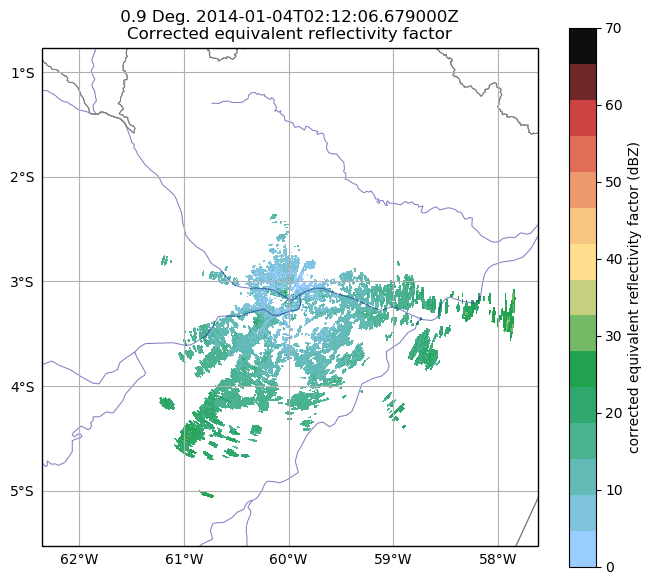 0.9 Deg. 2014-01-04T02:12:06.679000Z
Corrected equivalent reflectivity factor
1°S
2°S
3°S
4°S
5°S
62°W 61°W 60°W 59°W 58°W
70
60
50
40
30
20
10
0
corrected equivalent reflectivity factor (dBZ)